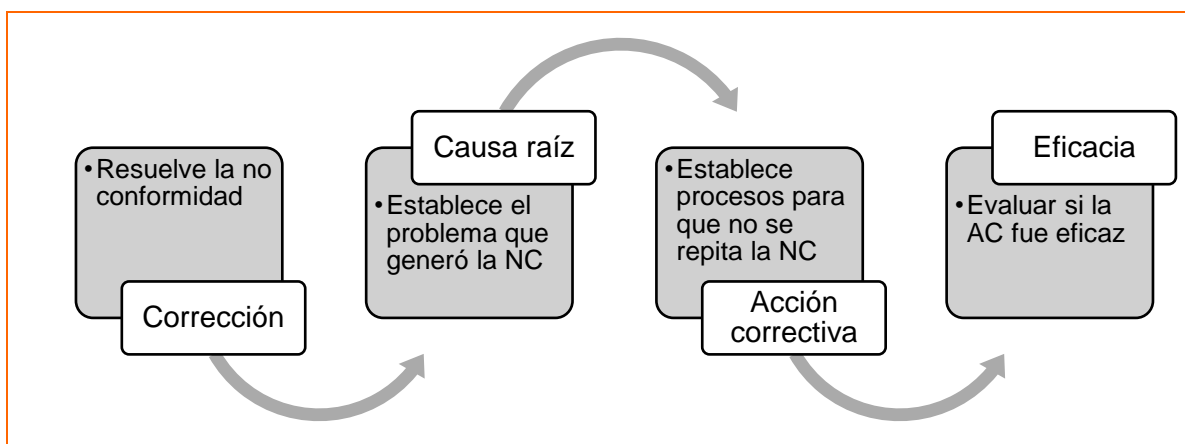 •Resuelve la no
conformidad
Corrección
Causa raíz
•Establece el
problema que
generó la NC
•Establece
procesos para
que no se
repita la NC
Acción
correctiva
Eficacia
•Evaluar si la
AC fue eficaz